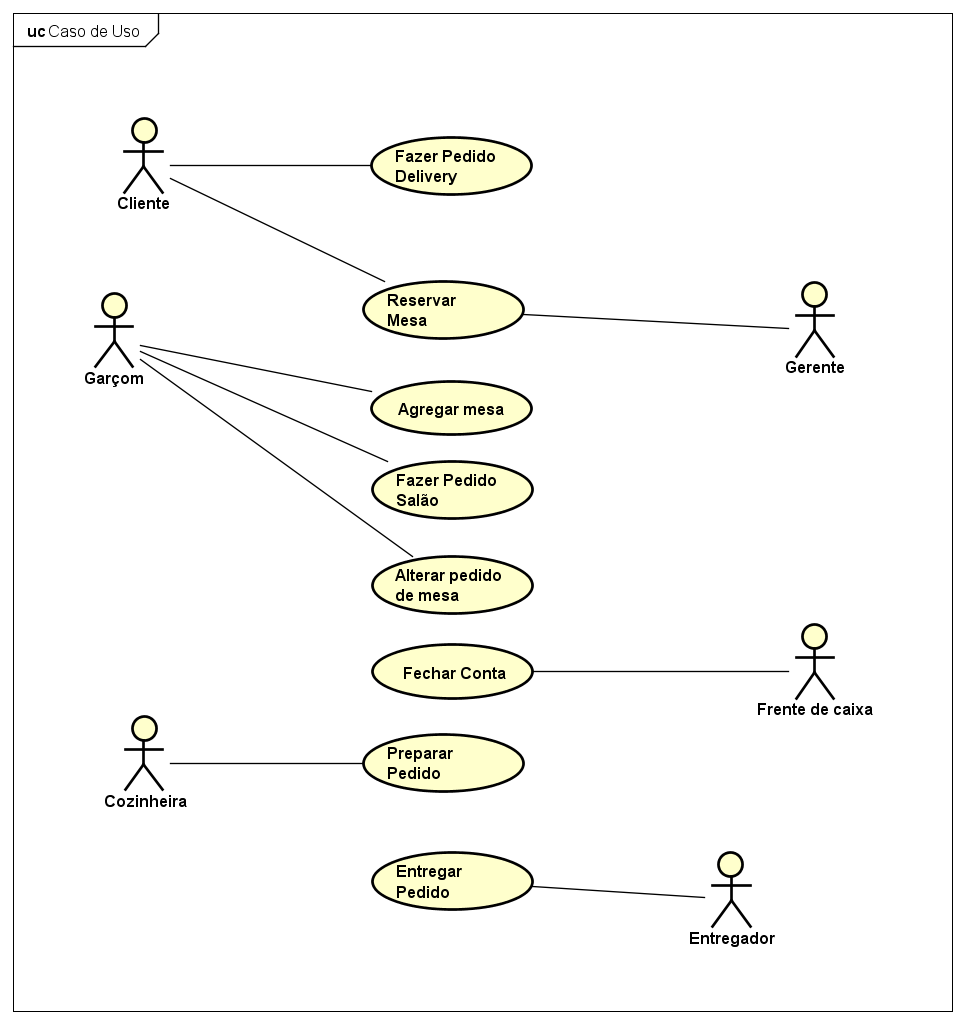 uc Caso de Uso
Fazer Pedido
Delivery
Cliente
Reservar
Mesa
Gerente
Garçom
Agregar mesa
Fazer Pedido
Salão
Alterar pedido
de mesa
Fechar Conta
Frente de caixa
Preparar
Pedido
Cozinheira
Entregar
Pedido
Entregador